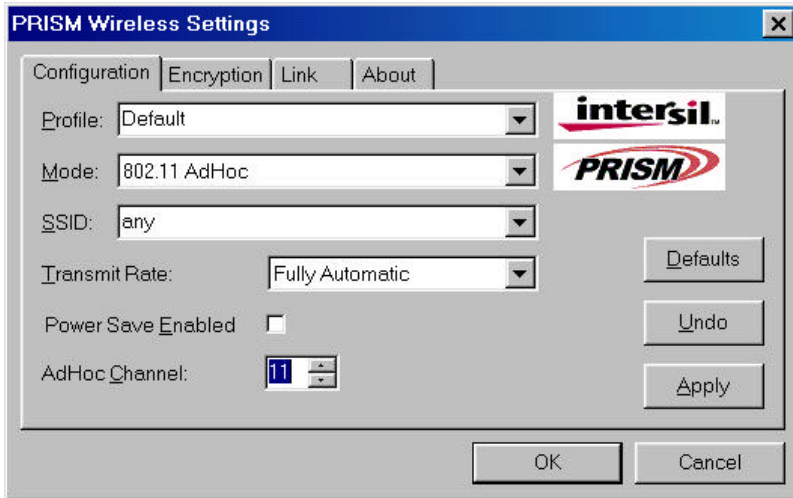 PRISM Wireless Settings
Configuration Encryption Link About
Profile: Default
intersil™
Mode: 802.11 AdHoc
PRISM
SSID: any
Transmit Rate: Fully Automatic
Defaults
Power Save Enabled
Undo
AdHoc Channel: 11
Apply
OK Cancel